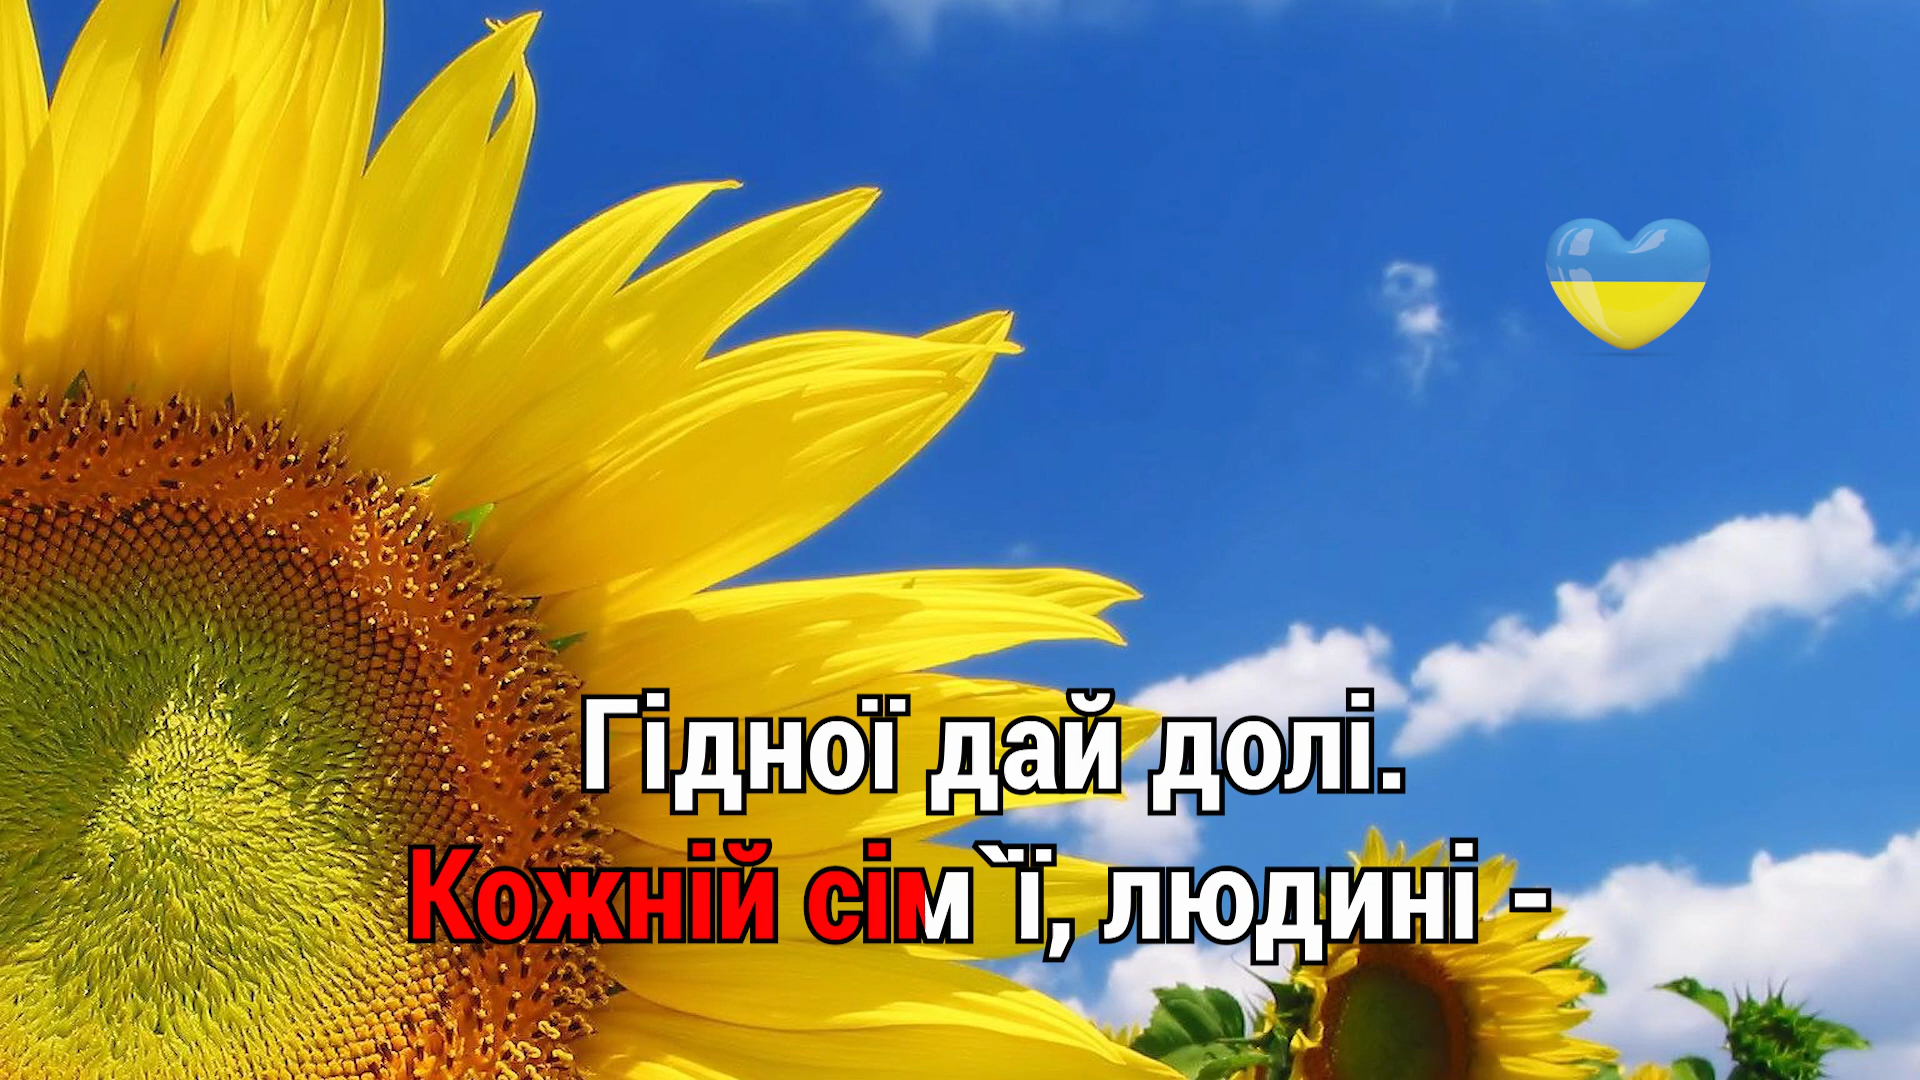 Гідної дай долі.
Кожній сім`ї, людині -